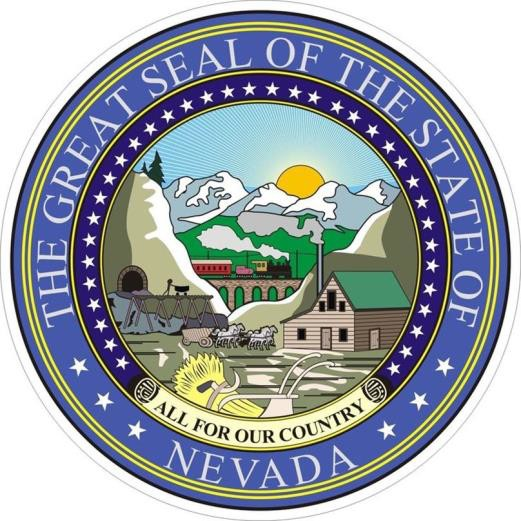 THE GREAT SEAL OF THE STATE OF
NEVADA
ALL FOR OUR COUNTRY